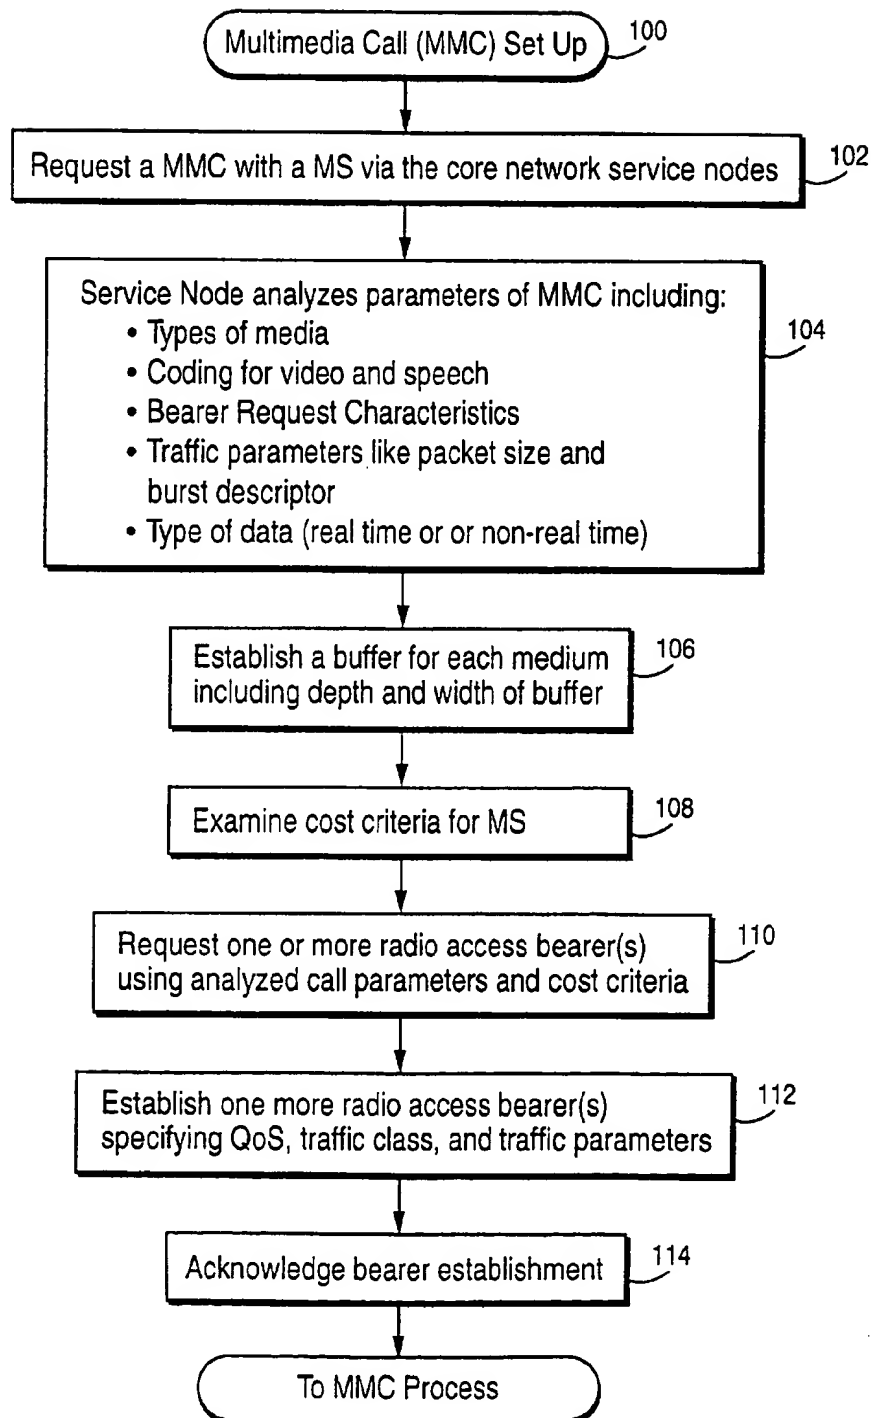 Multimedia Call (MMC) Set Up
100
Request a MMC with a MS via the core network service nodes
102
Service Node analyzes parameters of MMC including:
• Types of media
• Coding for video and speech
• Bearer Request Characteristics
• Traffic parameters like packet size and
burst descriptor
• Type of data (real time or or non-real time)
104
Establish a buffer for each medium
including depth and width of buffer
106
Examine cost criteria for MS
108
Request one or more radio access bearer(s)
using analyzed call parameters and cost criteria
110
Establish one more radio access bearer(s)
specifying QoS, traffic class, and traffic parameters
112
Acknowledge bearer establishment
114
To MMC Process